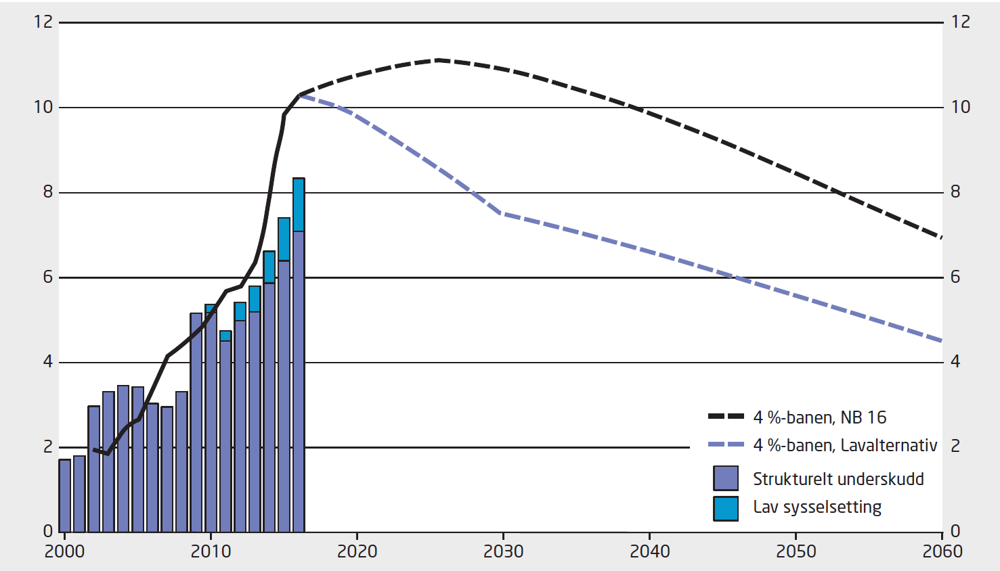 12 12
10 10
8 8
6 6
4 4
4 %-banen, NB 16
4 %-banen, Lavalternativ
2 2
Strukturelt underskudd
Lav sysselsetting
0 0
2000 2010 2020 2030 2040 2050 2060